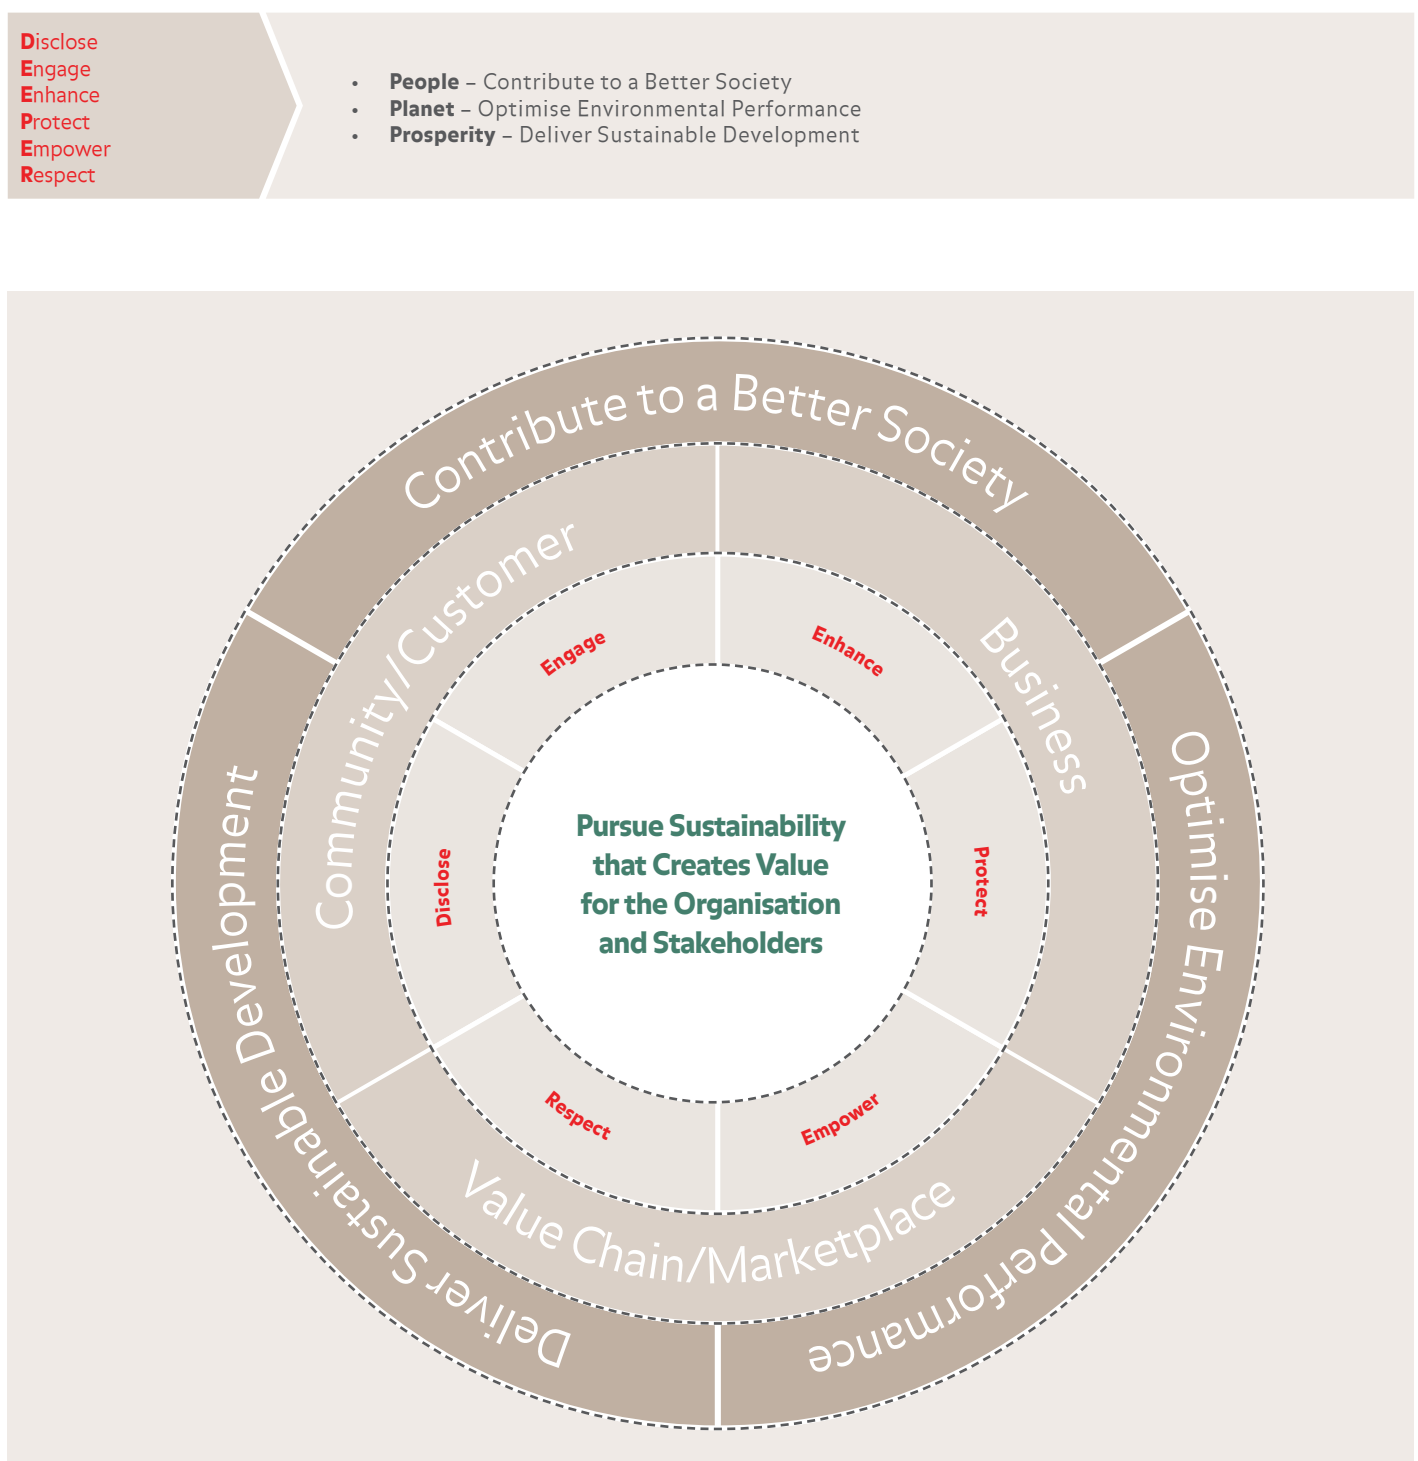 Disclose
Engage
Enhance
Protect
Empower
Respect
• People – Contribute to a Better Society
• Planet – Optimise Environmental Performance
• Prosperity – Deliver Sustainable Development
Contribute to a Better Society
Optimise Environmental Performance
Deliver Sustainable Development
Community/Customer
Business
Value Chain/Marketplace
Engage
Enhance
Protect
Empower
Respect
Disclose
Pursue Sustainability
that Creates Value
for the Organisation
and Stakeholders